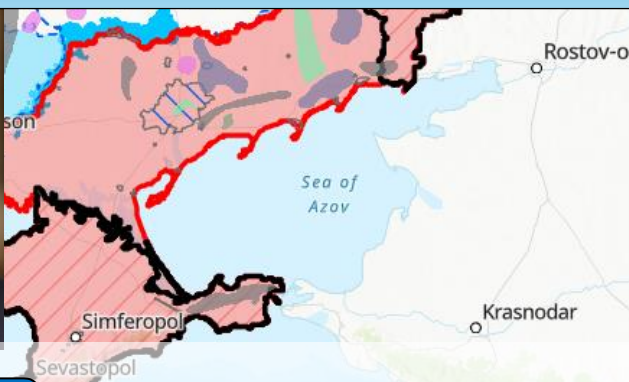 Rostov-o
son
Sea of
Azov
Krasnodar
Simferopol
Sevastopol